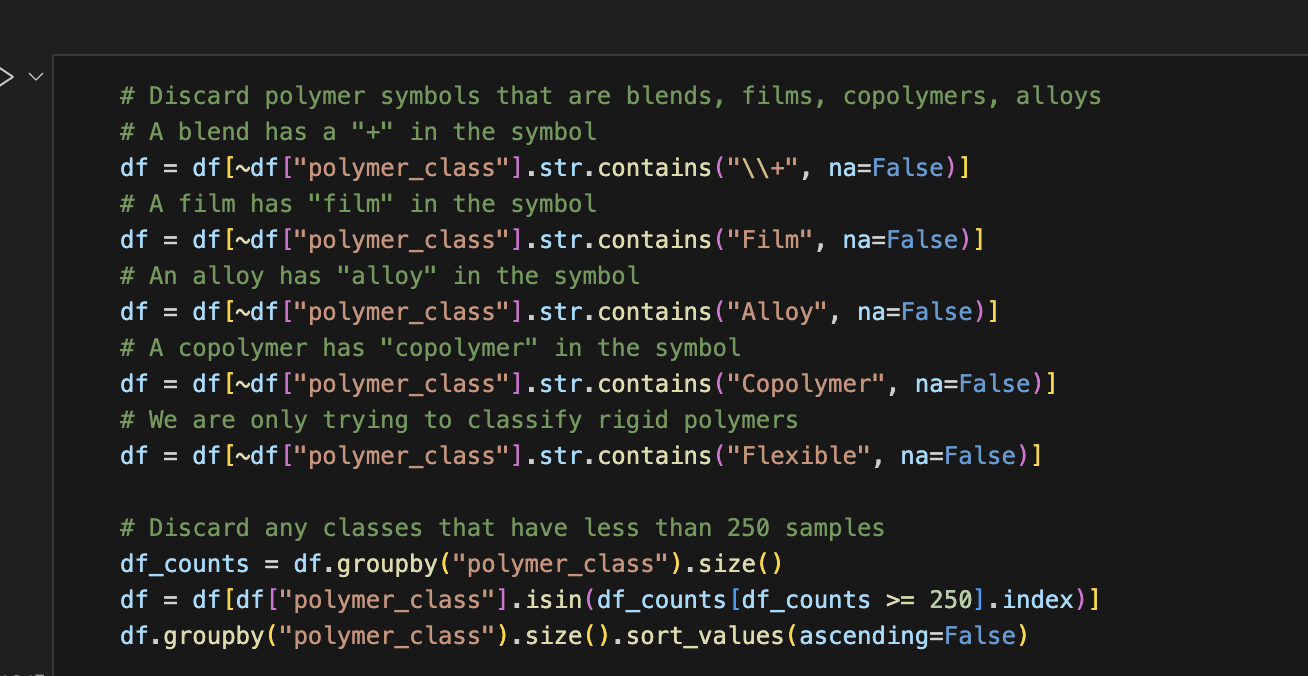 # Discard polymer symbols that are blends, films, copolymers, alloys
# A blend has a "+" in the symbol
df = df[~df["polymer_class"].str.contains("\\+", na=False)]
# A film has "film" in the symbol
df = df[~df["polymer_class"].str.contains("Film", na=False)]
# An alloy has "alloy" in the symbol
df = df[~df["polymer_class"].str.contains("Alloy", na=False)]
# A copolymer has "copolymer" in the symbol
df = df[~df["polymer_class"].str.contains("Copolymer", na=False)]
# We are only trying to classify rigid polymers
df = df[~df["polymer_class"].str.contains("Flexible", na=False)]
# Discard any classes that have less than 250 samples
df_counts = df.groupby("polymer_class").size()
df = df[df["polymer_class"].isin(df_counts[df_counts >= 250].index)]
df.groupby("polymer_class").size().sort_values(ascending=False)